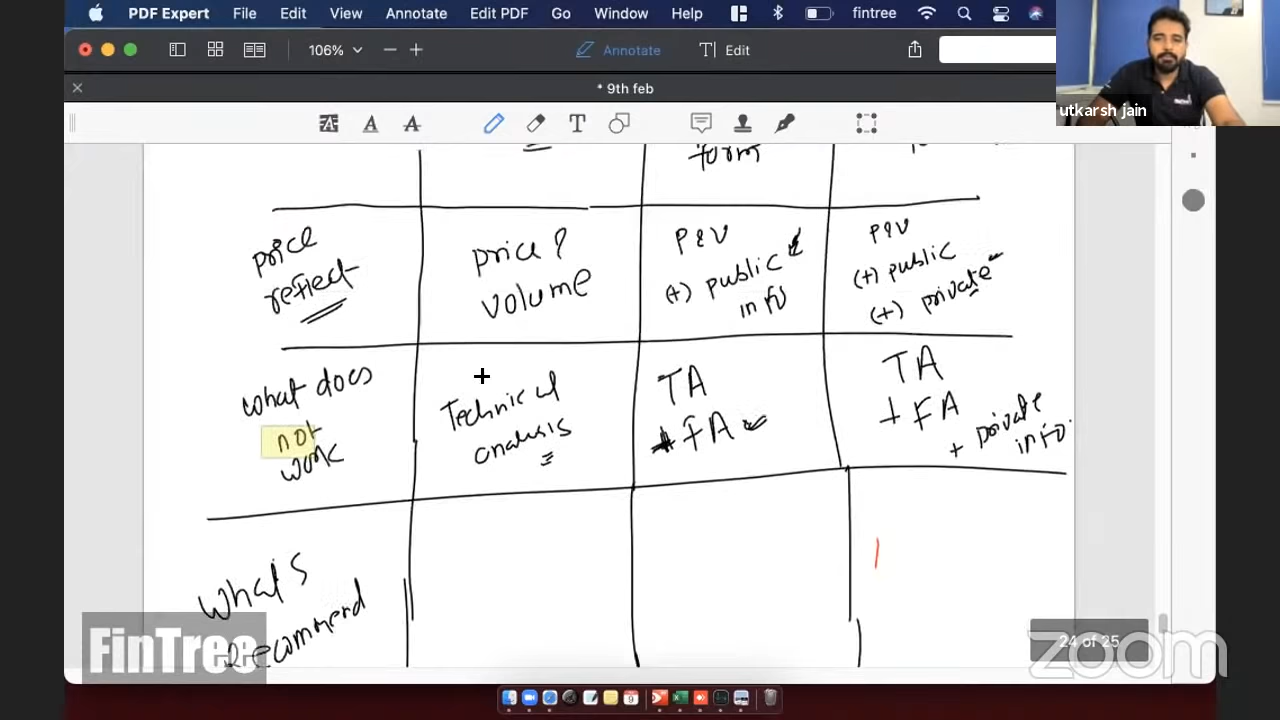 PDF Expert File Edit View Annotate Edit PDF Go Window Help fintree
106% Annotate T Edit
utkarsh jain
* 9th feb
form
price
reflect
price &
volume
P&V
(+) public
info
P&V
(+) public
(+) private
what does
not
work
Technical
analysis
TA
+ FA
TA
+ FA
+ private
info.
what's
recommend
FinTree
24 of 25
zoom